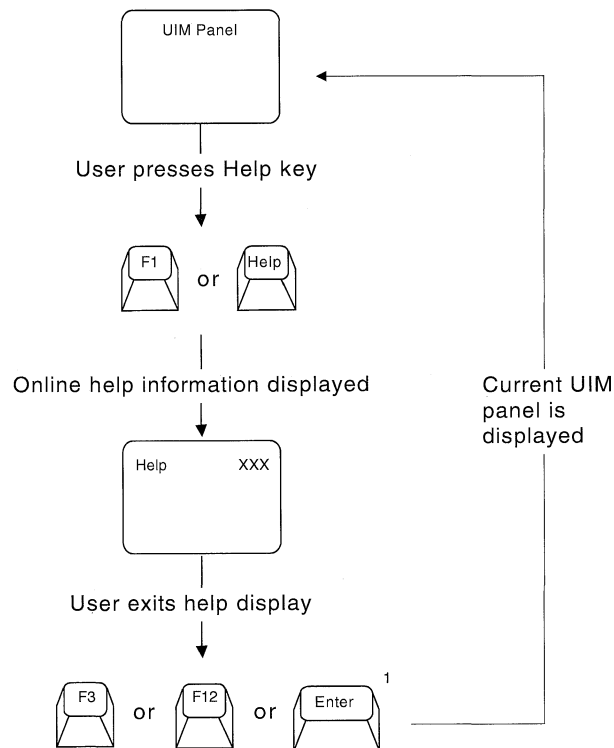 UIM Panel
User presses Help key
F1 or Help
Online help information displayed
Help XXX
Current UIM
panel is
displayed
User exits help display
F3 or F12 or Enter 1